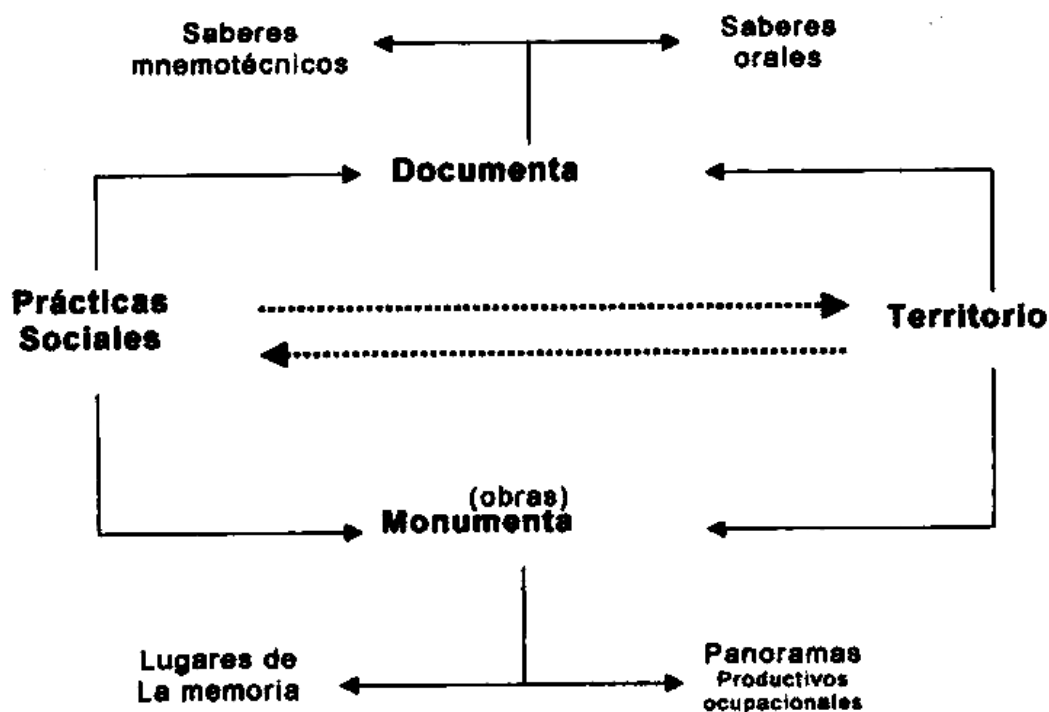 Saberes
mnemotécnicos
Saberes
orales
Documenta
Prácticas
Sociales
Territorio
(obras)
Monumenta
Lugares de
La memoria
Panoramas
Productivos
ocupacionales